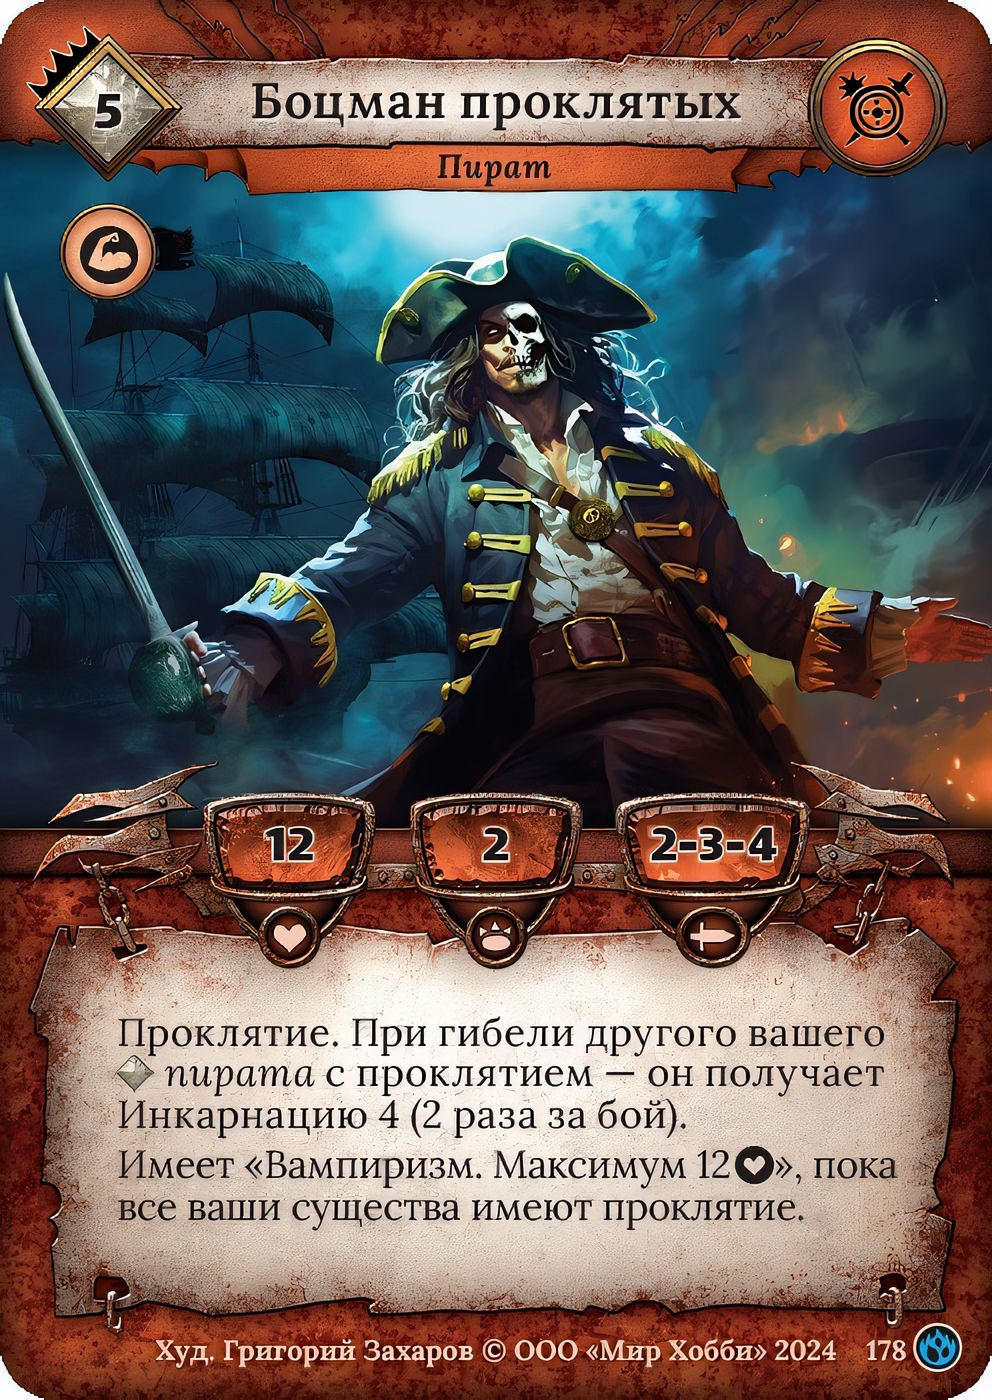 5
Боцман проклятых
Пират
12
2
2-3-4
Проклятие. При гибели другого вашего
пирата с проклятием — он получает
Инкарнацию 4 (2 раза за бой).
Имеет «Вампиризм. Максимум 12», пока
все ваши существа имеют проклятие.
Худ. Григорий Захаров © ООО «Мир Хобби» 2024 178